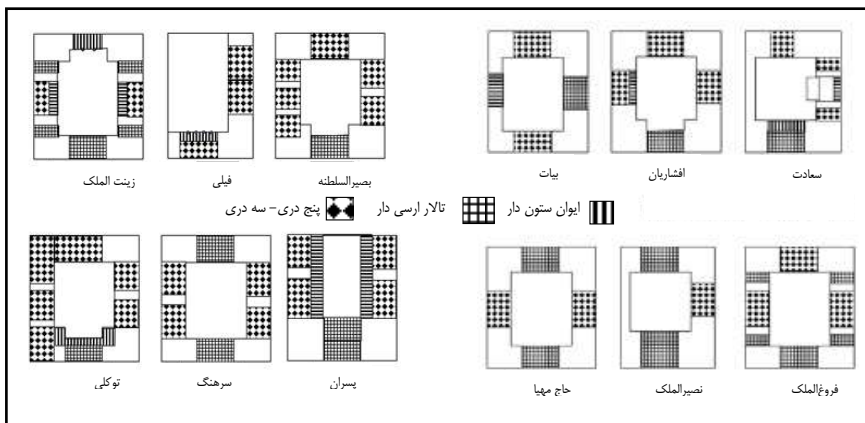 سعادت افشاریان بیات بصیرالسلطنه فیلی زینت الملک
ایوان ستون دار تالار ارسی دار پنج دری- سه دری
فروغ‌الملک نصیرالملک حاج مهیا پسران سرهنگ توکلی